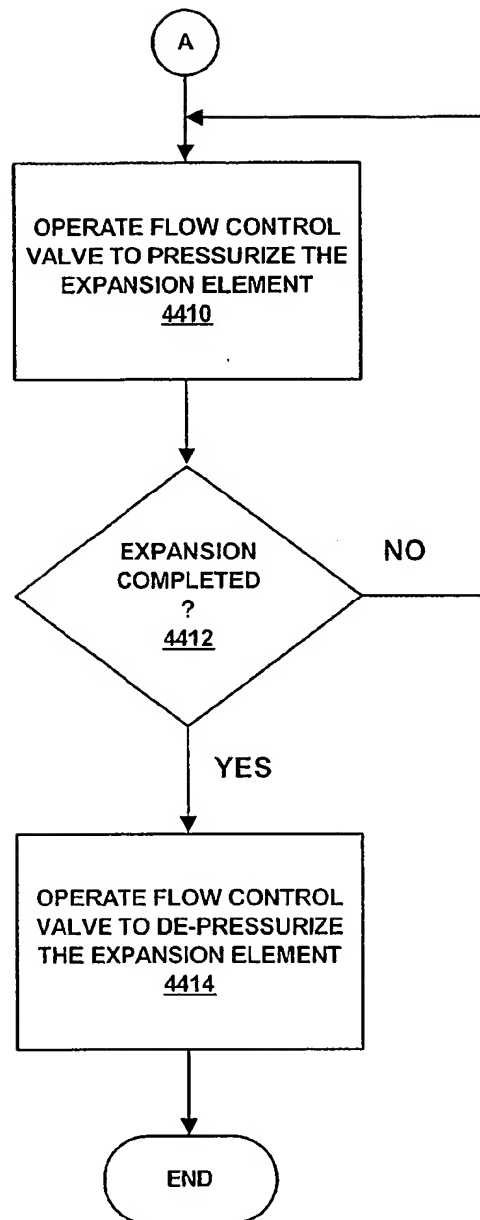 A
OPERATE FLOW CONTROL
VALVE TO PRESSURIZE THE
EXPANSION ELEMENT
4410
EXPANSION
COMPLETED
?
4412
NO
YES
OPERATE FLOW CONTROL
VALVE TO DE-PRESSURIZE
THE EXPANSION ELEMENT
4414
END